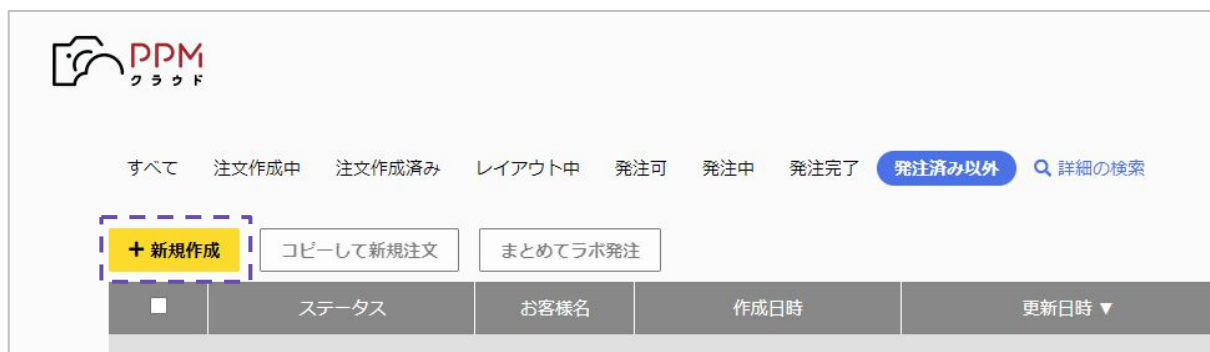 PPM
クラウド
すべて 注文作成中 注文作成済み レイアウト中 発注可 発注中 発注完了 発注済み以外 詳細の検索
+ 新規作成 コピーして新規注文 まとめてラボ発注
ステータス お客様名 作成日時 更新日時 ▼